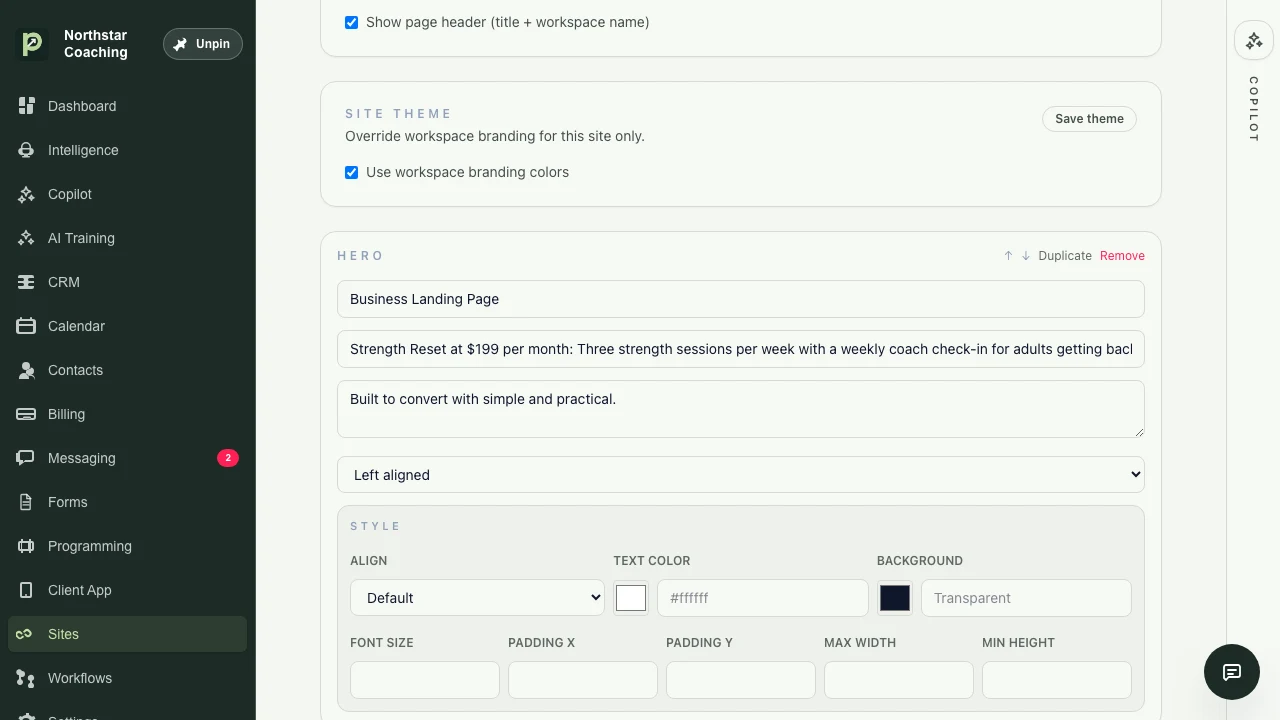 Northstar
Coaching
Unpin
Dashboard
Intelligence
Copilot
AI Training
CRM
Calendar
Contacts
Billing
Messaging
2
Forms
Programming
Client App
Sites
Workflows
Settings
Show page header (title + workspace name)
SITE THEME
Override workspace branding for this site only.
Save theme
Use workspace branding colors
HERO
↑ ↓ Duplicate Remove
Business Landing Page
Strength Reset at $199 per month: Three strength sessions per week with a weekly coach check-in for adults getting back
Built to convert with simple and practical.
Left aligned
STYLE
ALIGN TEXT COLOR BACKGROUND
Default #ffffff Transparent
FONT SIZE PADDING X PADDING Y MAX WIDTH MIN HEIGHT
COPILOT